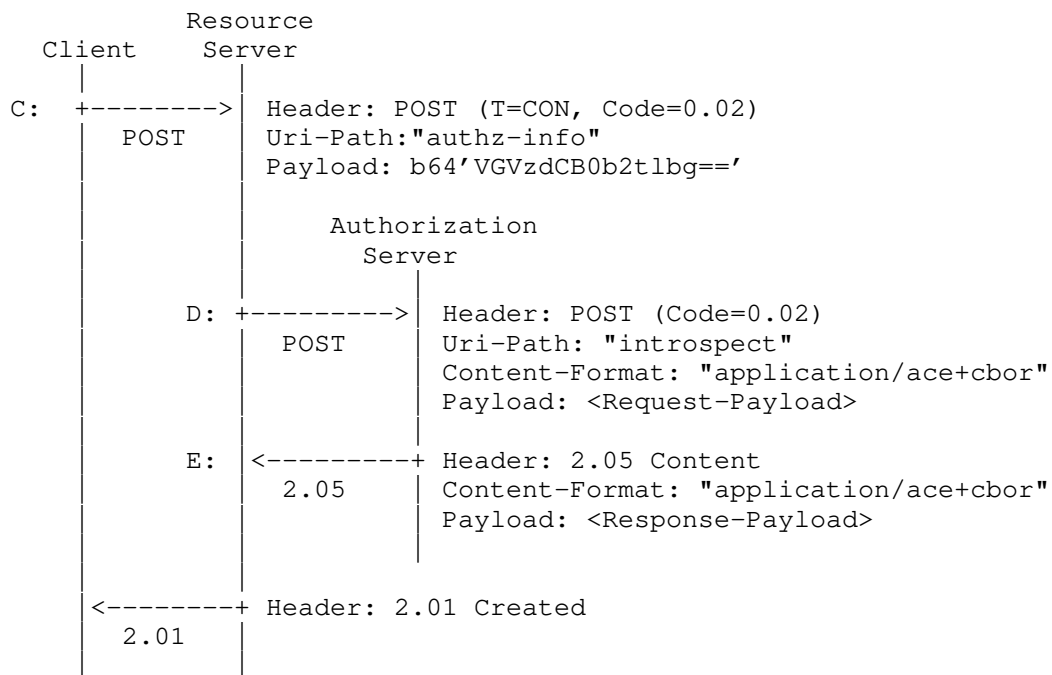 Resource
Client Server
C: +-------->| Header: POST (T=CON, Code=0.02)
POST Uri-Path:"authz-info"
Payload: b64’VGVzdCB0b2tlbg==’
Authorization
Server
D: +--------->| Header: POST (Code=0.02)
POST Uri-Path: "introspect"
Content-Format: "application/ace+cbor"
Payload: <Request-Payload>
E: |<---------+ Header: 2.05 Content
2.05 Content-Format: "application/ace+cbor"
Payload: <Response-Payload>
|<--------+ Header: 2.01 Created
2.01